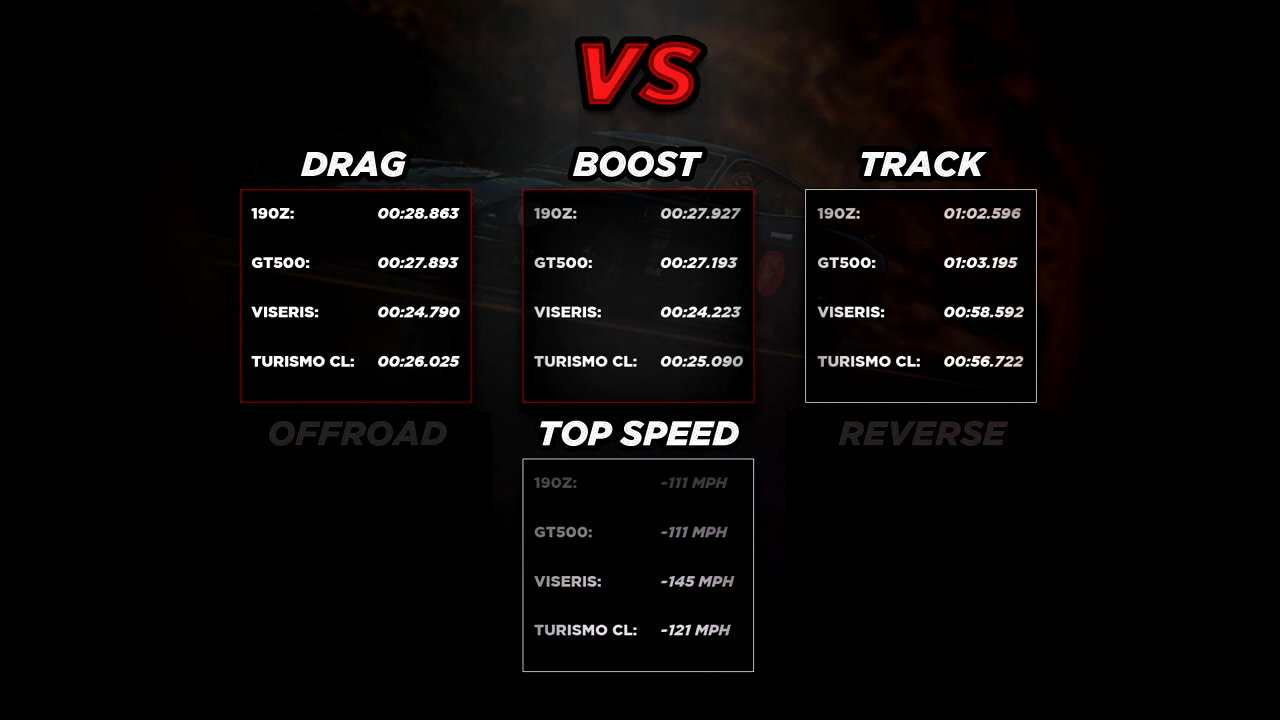 VS
DRAG
190Z: 00:28.863
GT500: 00:27.893
VISERIS: 00:24.790
TURISMO CL: 00:26.025
BOOST
190Z: 00:27.927
GT500: 00:27.193
VISERIS: 00:24.223
TURISMO CL: 00:25.090
TRACK
190Z: 01:02.596
GT500: 01:03.195
VISERIS: 00:58.592
TURISMO CL: 00:56.722
OFFROAD
TOP SPEED
190Z: ~111 MPH
GT500: ~111 MPH
VISERIS: ~145 MPH
TURISMO CL: ~121 MPH
REVERSE